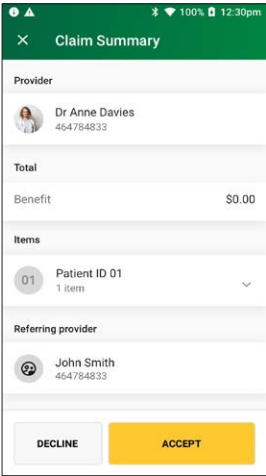 100% 12:30pm
Claim Summary
Provider
Dr Anne Davies
464784833
Total
Benefit $0.00
Items
01 Patient ID 01
1 item
Referring provider
John Smith
464784833
DECLINE ACCEPT